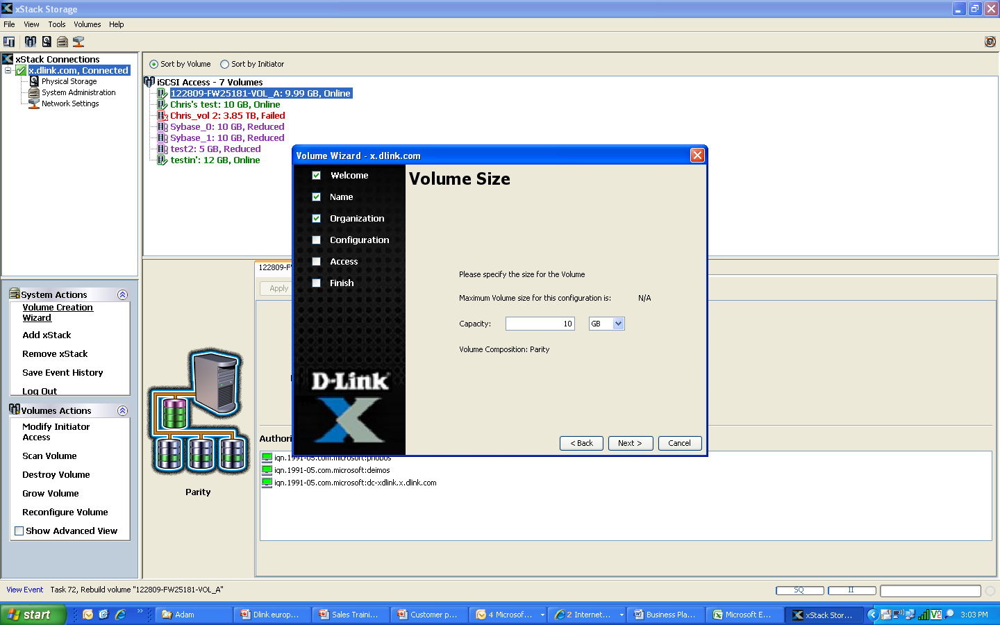 xStack Storage
File View Tools Volumes Help
xStack Connections
x.dlink.com, Connected
Physical Storage
System Administration
Network Settings
Sort by Volume Sort by Initiator
iSCSI Access - 7 Volumes
122809-FW25181-VOL_A: 9.99 GB, Online
Chris's test: 10 GB, Online
Chris_vol 2: 3.85 TB, Failed
Sybase_0: 10 GB, Reduced
Sybase_1: 10 GB, Reduced
test2: 5 GB, Reduced
testin': 12 GB, Online
Volume Wizard - x.dlink.com
Welcome
Name
Organization
Configuration
Access
Finish
D-Link
Volume Size
Please specify the size for the Volume
Maximum Volume size for this configuration is: N/A
Capacity: 10 GB
Volume Composition: Parity
< Back Next > Cancel
System Actions
Volume Creation
Wizard
Add xStack
Remove xStack
Save Event History
Log Out
Volumes Actions
Modify Initiator
Access
Scan Volume
Destroy Volume
Grow Volume
Reconfigure Volume
Show Advanced View
Parity
122809-F
Apply
Authori
iqn.1991-05.com.microsoft:phobos
iqn.1991-05.com.microsoft:deimos
iqn.1991-05.com.microsoft:dc-xdlink.x.dlink.com
View Event Task 72, Rebuild volume "122809-FW25181-VOL_A"
SQ II
start Adam Dlink europ... Sales Traini... Customer p... 4 Microsof... 2 Internet... Business Pla... Microsoft E... xStack Stor... 3:03 PM